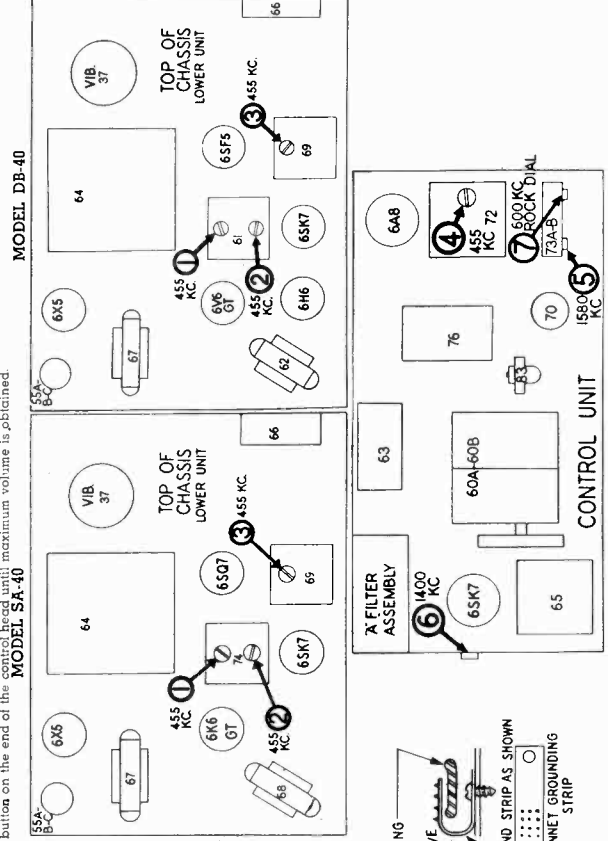 button on the end of the control head until maximum volume is obtained.
MODEL SA-40
55A-
B-C
6X5
67
64
VIB.
37
TOP OF
CHASSIS
LOWER UNIT
① 455
KC.
6K6
GT
74
6SQ7
③ 455 KC.
69
455 ②
KC.
68
6SK7
66
MODEL DB-40
55A-
B-C
6X5
67
64
VIB.
37
TOP OF
CHASSIS
LOWER UNIT
① 455
KC.
6V6
GT
61
6SF5
③ 455 KC.
69
455 ②
KC.
62
6H6
6SK7
66
"A" FILTER
ASSEMBLY
63
76
6A8
④
455
KC 72
⑥ 1400
KC
6SK7
65
60A-60B
83
70
⑦ 600 KC
ROCK DIAL
73A-B
1580 ⑤
KC
CONTROL UNIT
ND STRIP AS SHOWN
NNET GROUNDING
STRIP